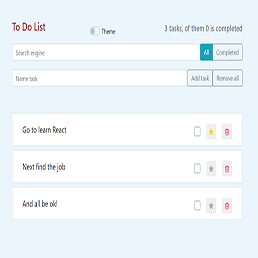 To Do List
Theme
3 tasks, of them 0 is completed
Search engine
All
Completed
Name task
Add task
Remove all
Go to learn React
Next find the job
And all be ok!